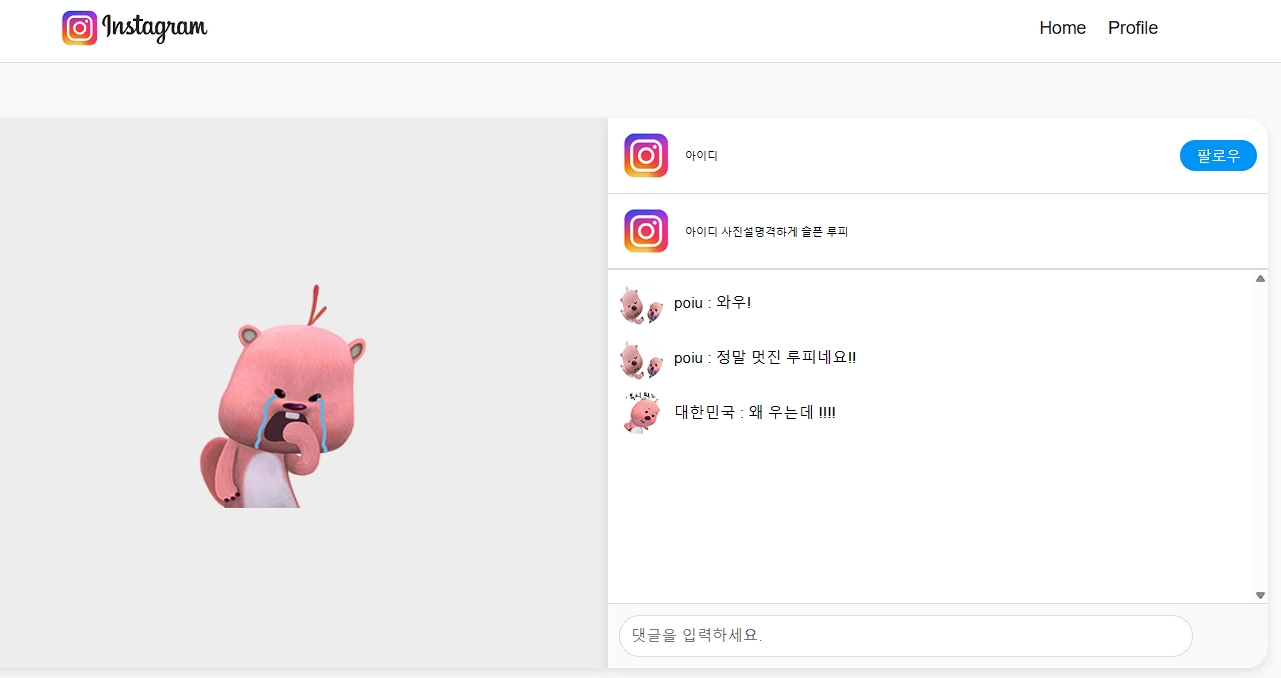 Instagram
Home Profile
아이디
팔로우
아이디 사진설명격하게 슬픈 루피
poiu : 와우!
poiu : 정말 멋진 루피네요!!
대한민국 : 왜 우는데 !!!!
댓글을 입력하세요.